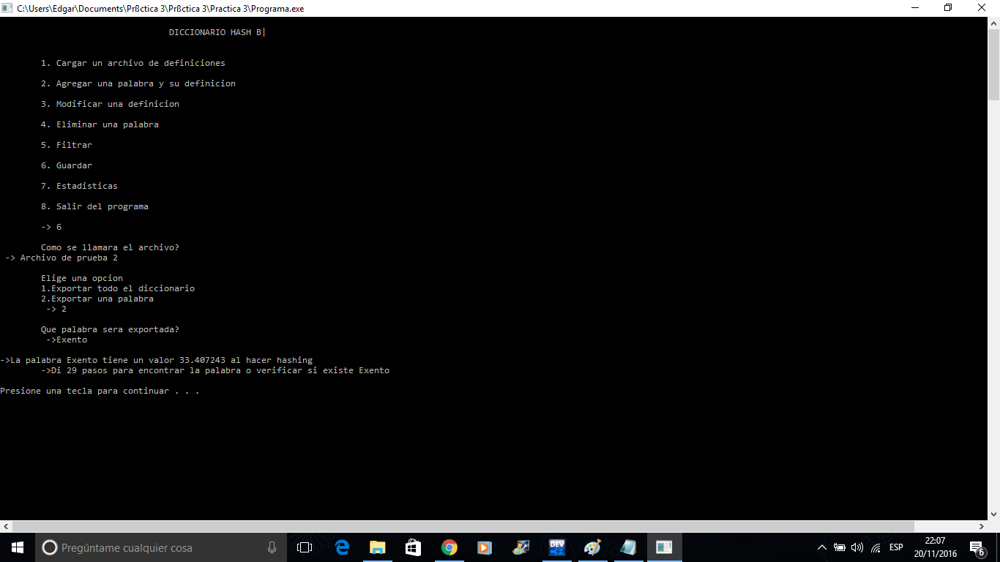 C:\Users\Edgar\Documents\Prßctica 3\Prßctica 3\Practica 3\Programa.exe
DICCIONARIO HASH B|
1. Cargar un archivo de definiciones
2. Agregar una palabra y su definicion
3. Modificar una definicion
4. Eliminar una palabra
5. Filtrar
6. Guardar
7. Estadisticas
8. Salir del programa
-> 6
Como se llamara el archivo?
-> Archivo de prueba 2
Elige una opcion
1.Exportar todo el diccionario
2.Exportar una palabra
-> 2
Que palabra sera exportada?
->Exento
->La palabra Exento tiene un valor 33.407243 al hacer hashing
->Di 29 pasos para encontrar la palabra o verificar si existe Exento
Presione una tecla para continuar . . .
Pregúntame cualquier cosa
DEV
ESP
22:07
20/11/2016
6